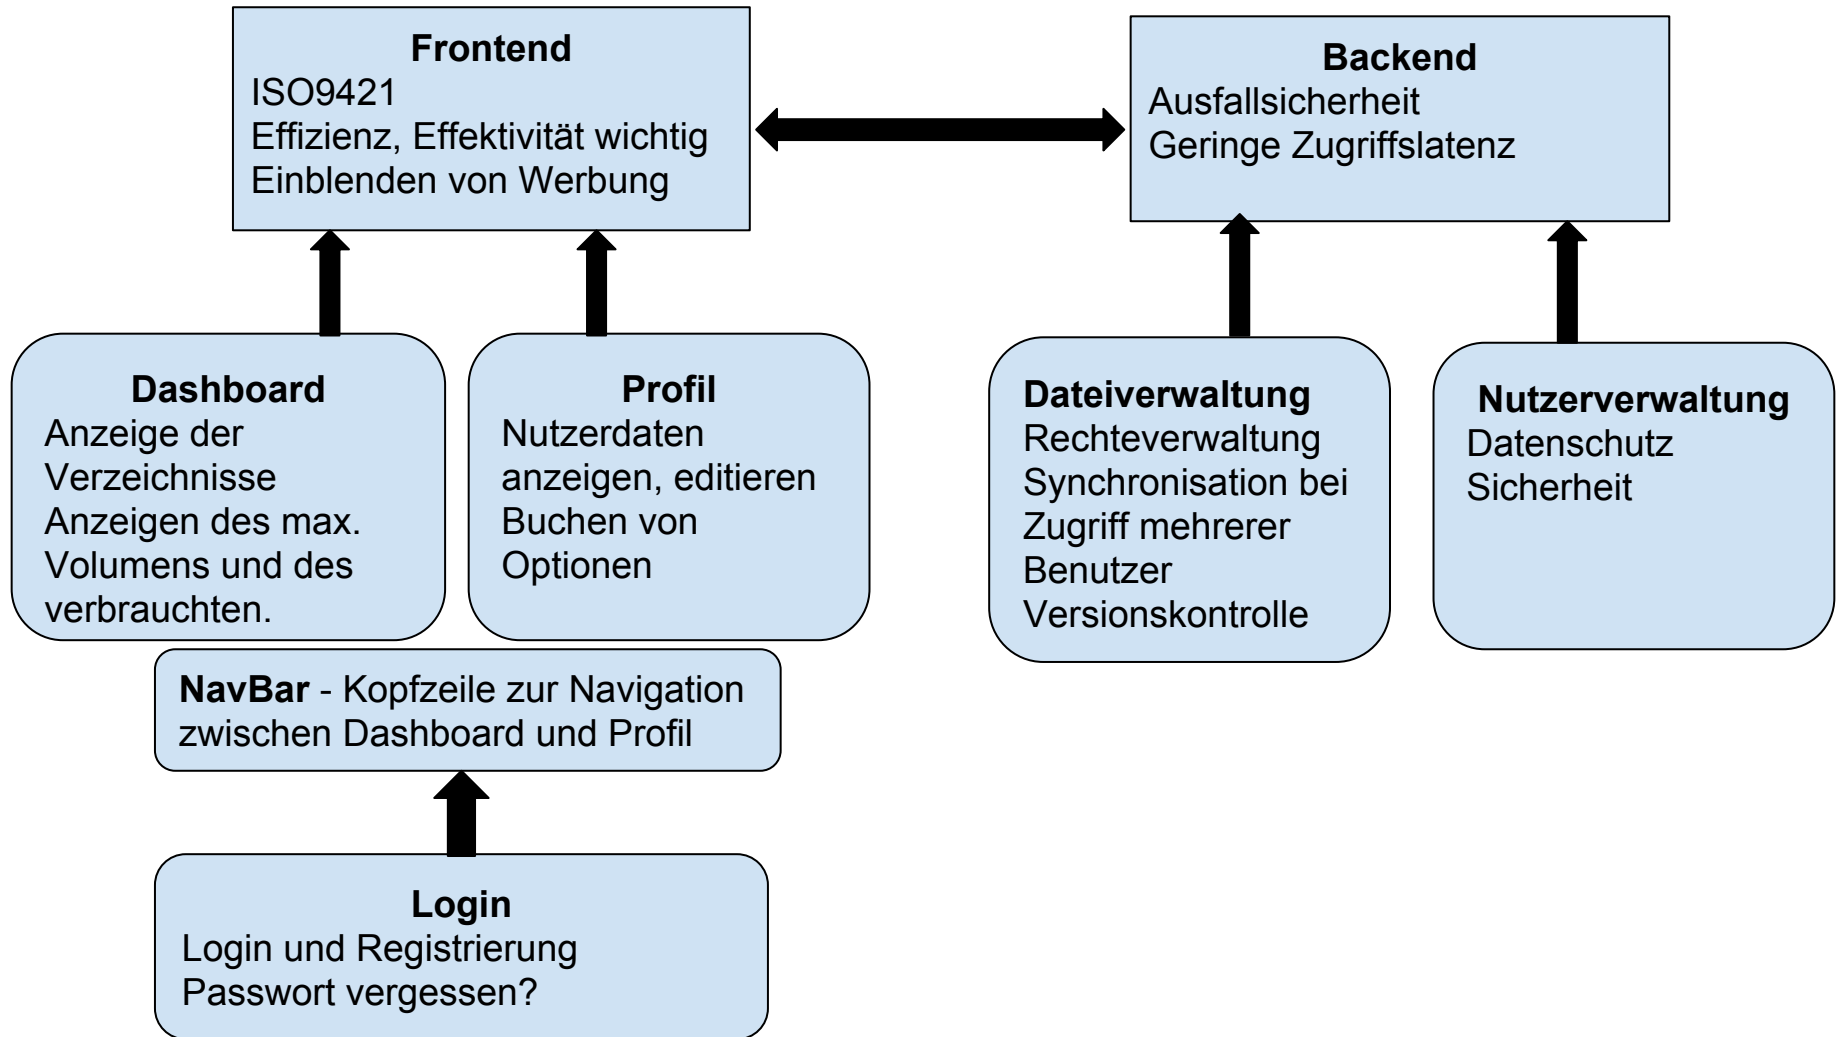 Frontend
ISO9421
Effizienz, Effektivität wichtig
Einblenden von Werbung
Backend
Ausfallsicherheit
Geringe Zugriffslatenz
Dashboard
Anzeige der
Verzeichnisse
Anzeigen des max.
Volumens und des
verbrauchten.
Profil
Nutzerdaten
anzeigen, editieren
Buchen von
Optionen
Dateiverwaltung
Rechteverwaltung
Synchronisation bei
Zugriff mehrerer
Benutzer
Versionskontrolle
Nutzerverwaltung
Datenschutz
Sicherheit
NavBar - Kopfzeile zur Navigation
zwischen Dashboard und Profil
Login
Login und Registrierung
Passwort vergessen?